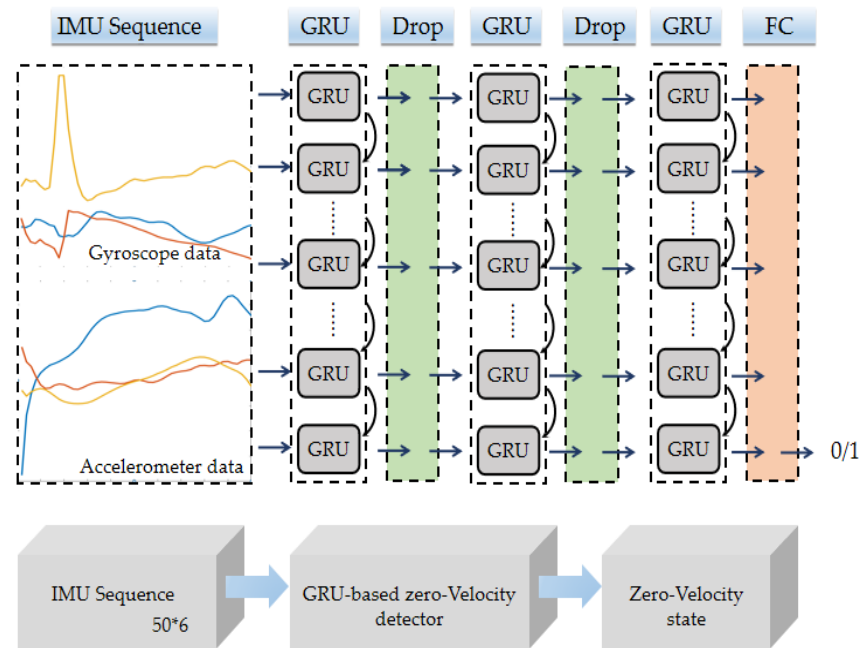 IMU Sequence GRU Drop GRU Drop GRU FC
GRU GRU GRU
GRU GRU GRU
Gyroscope data
GRU GRU GRU
GRU GRU GRU
Accelerometer data
GRU GRU GRU 0/1
IMU Sequence
50*6
GRU-based zero-Velocity
detector
Zero-Velocity
state